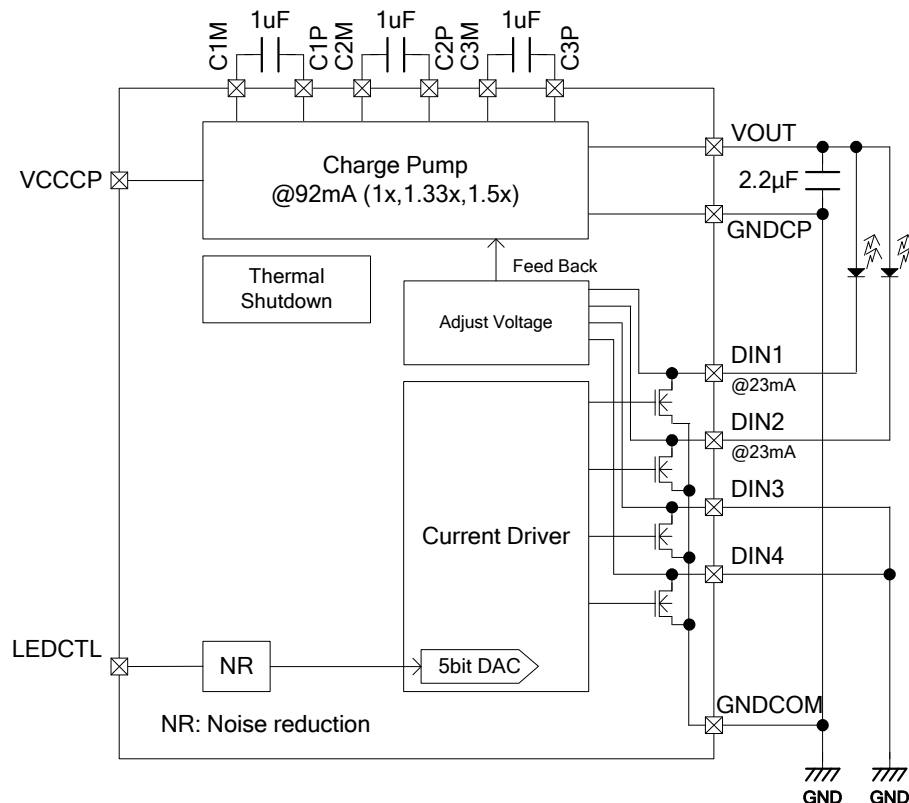 1uF
1uF
1uF
C1M
C1P
C2M
C2P
C3M
C3P
VOUT
Charge Pump
@92mA (1x,1.33x,1.5x)
VCCCP
2.2µF
GNDCP
Thermal
Shutdown
Feed Back
Adjust Voltage
DIN1
@23mA
DIN2
@23mA
DIN3
Current Driver
DIN4
LEDCTL
NR
5bit DAC
GNDCOM
NR: Noise reduction
GND
GND